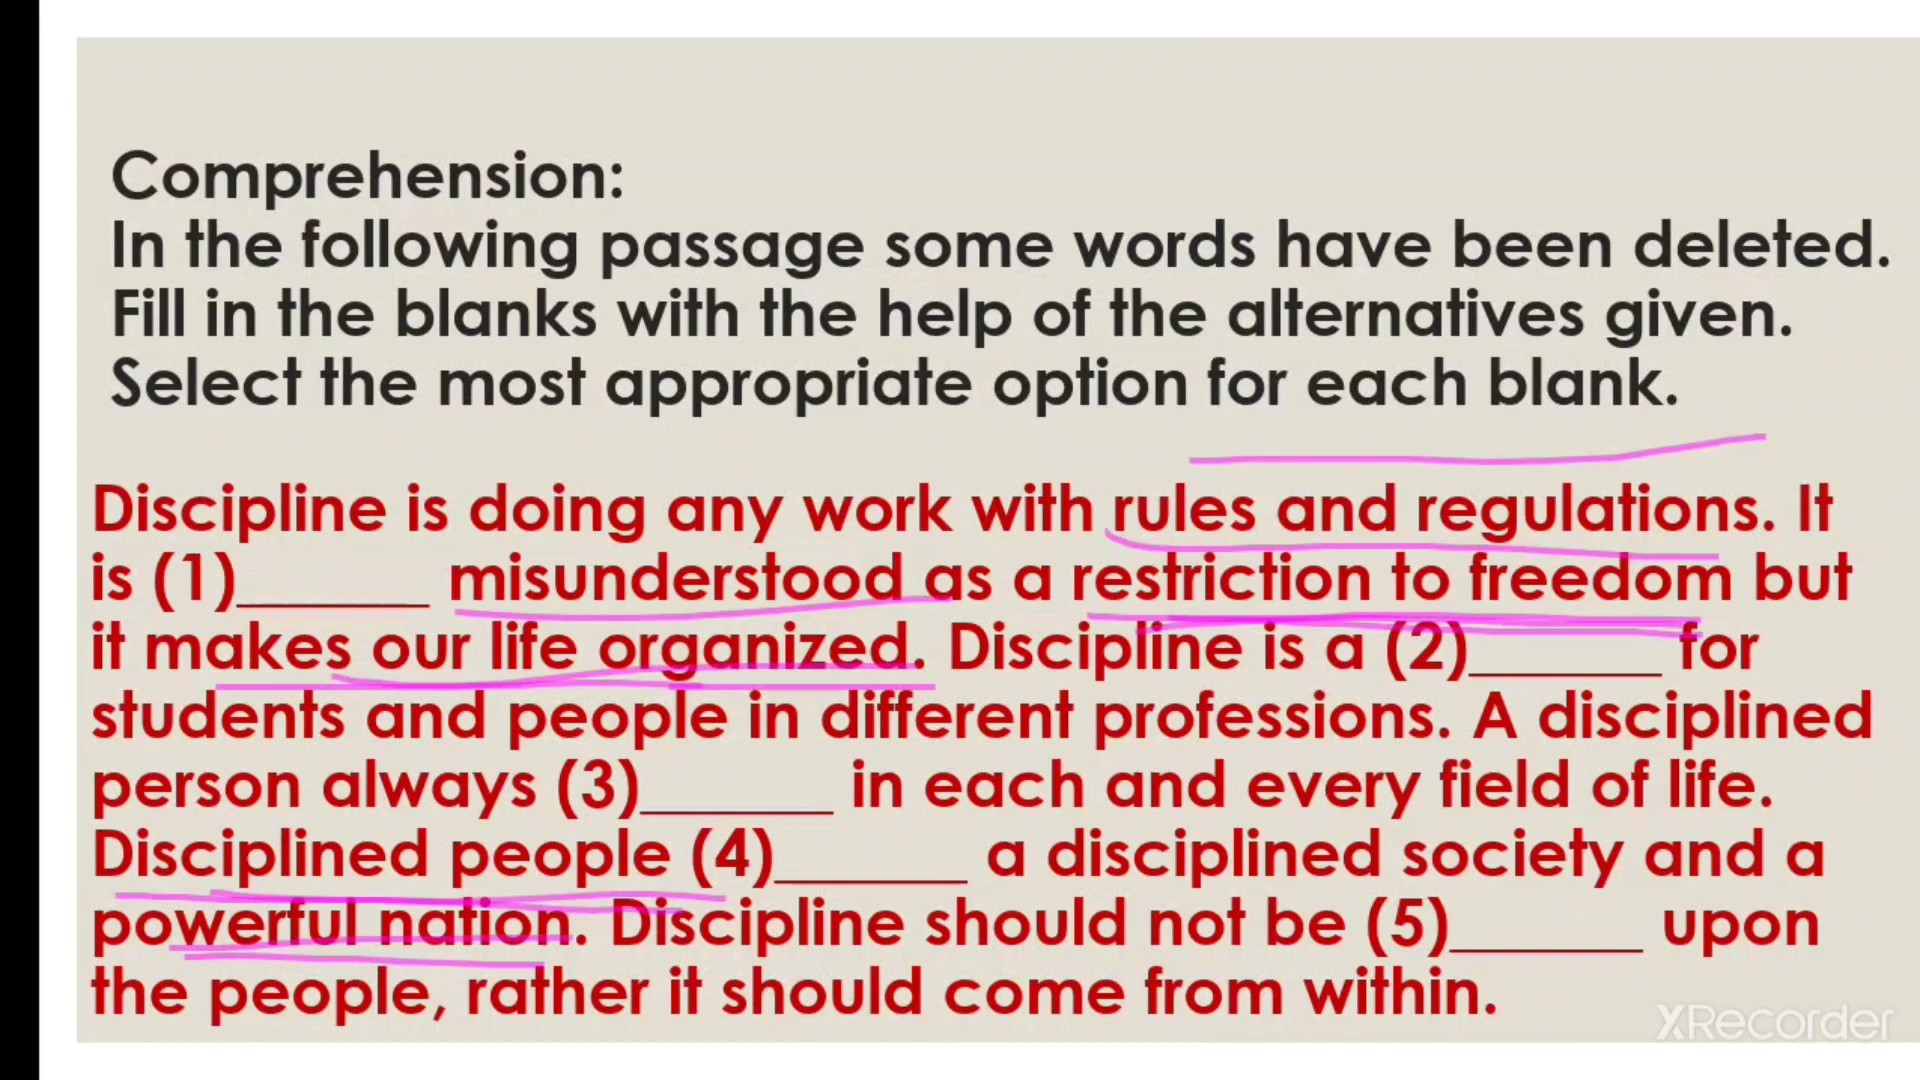 Comprehension:
In the following passage some words have been deleted.
Fill in the blanks with the help of the alternatives given.
Select the most appropriate option for each blank.
Discipline is doing any work with rules and regulations. It
is (1)______ misunderstood as a restriction to freedom but
it makes our life organized. Discipline is a (2)______ for
students and people in different professions. A disciplined
person always (3)______ in each and every field of life.
Disciplined people (4)______ a disciplined society and a
powerful nation. Discipline should not be (5)______ upon
the people, rather it should come from within.
XRecorder